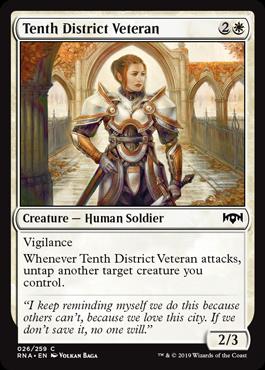 Tenth District Veteran 2
Creature — Human Soldier
Vigilance
Whenever Tenth District Veteran attacks,
untap another target creature you
control.
"I keep reminding myself we do this because
others can't, because we love this city. If
we don't save it, no one will."
2/3
026/259 C
RNA • EN Volkan Baga
™ & © 2019 Wizards of the Coast